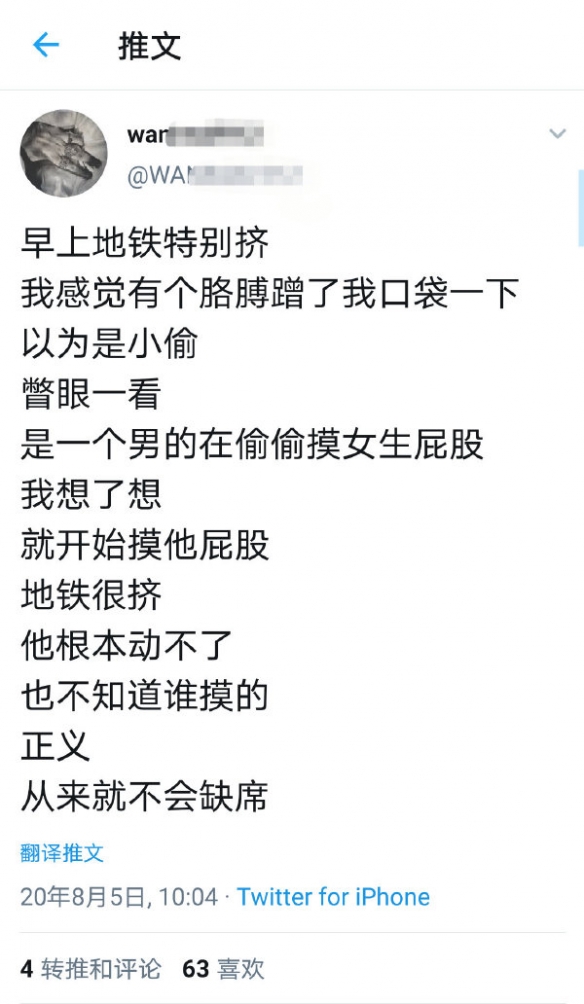 推文
wan
@WAN
早上地铁特别挤
我感觉有个胳膊蹭了我口袋一下
以为是小偷
瞥眼一看
是一个男的在偷偷摸女生屁股
我想了想
就开始摸他屁股
地铁很挤
他根本动不了
也不知道谁摸的
正义
从来就不会缺席
翻译推文
20年8月5日, 10:04 · Twitter for iPhone
4 转推和评论 63 喜欢